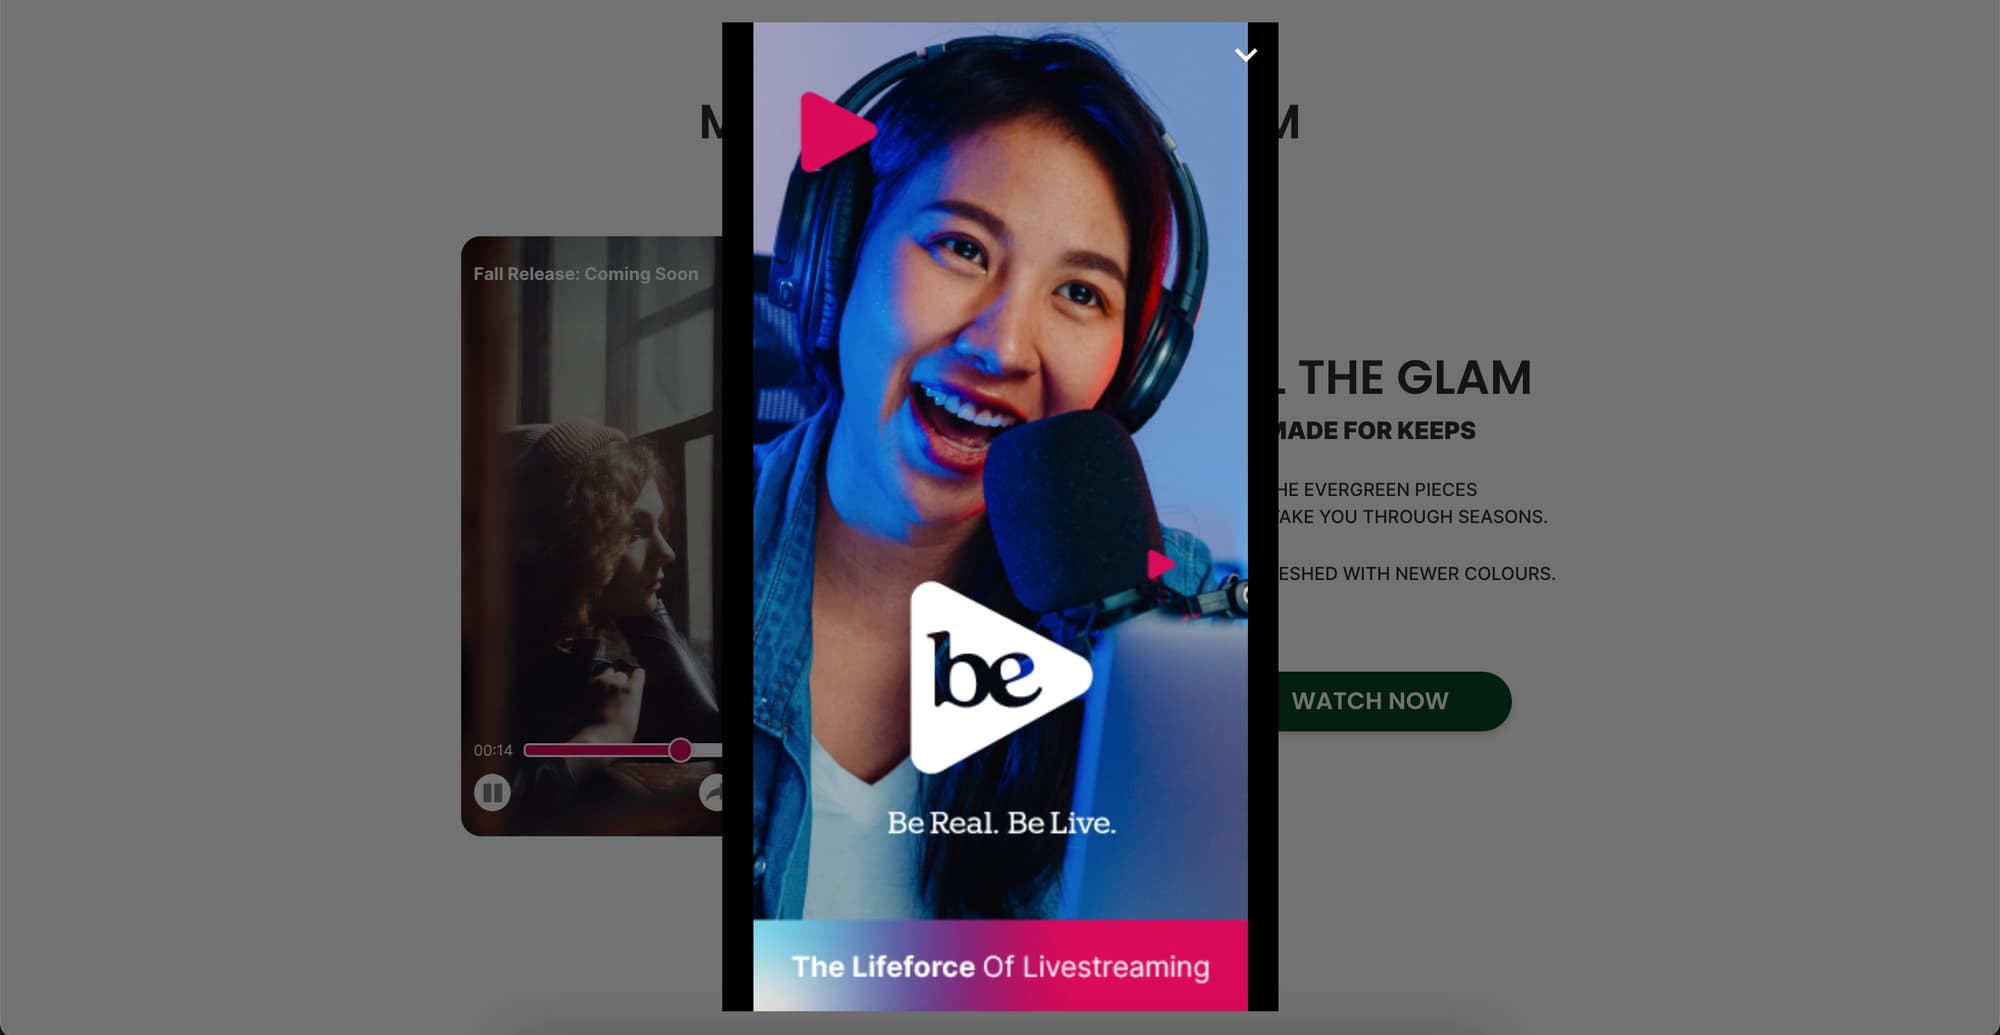 M
M
Fall Release: Coming Soon
THE GLAM
MADE FOR KEEPS
HE EVERGREEN PIECES
TAKE YOU THROUGH SEASONS.
ESHED WITH NEWER COLOURS.
be
WATCH NOW
00:14
Be Real. Be Live.
The Lifeforce Of Livestreaming